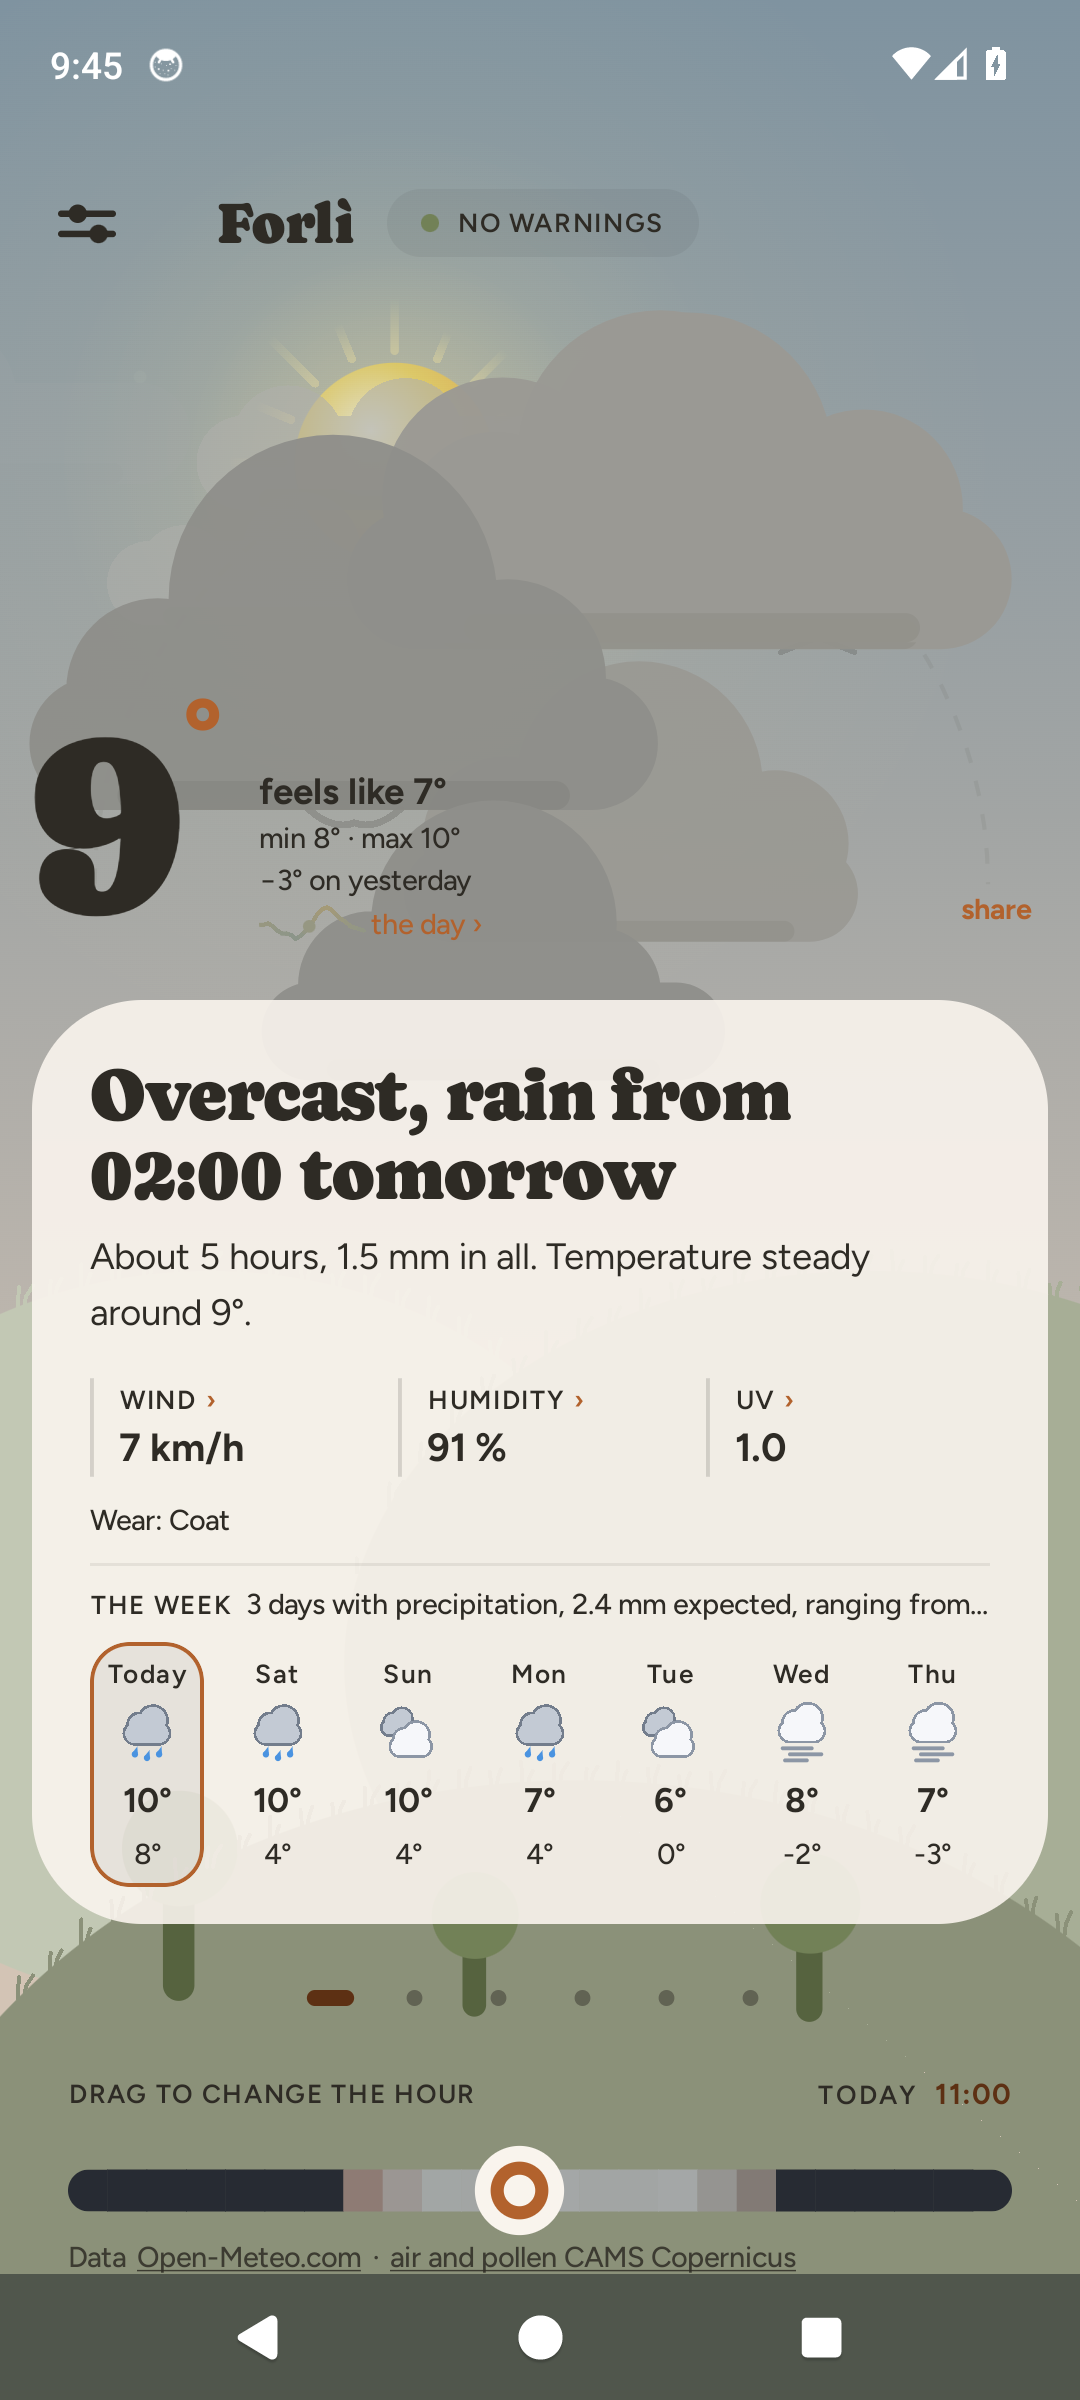 9:45
Forlì
NO WARNINGS
9°
feels like 7°
min 8° · max 10°
−3° on yesterday
the day ›
share
Overcast, rain from
02:00 tomorrow
About 5 hours, 1.5 mm in all. Temperature steady
around 9°.
WIND › HUMIDITY › UV ›
7 km/h 91 % 1.0
Wear: Coat
THE WEEK 3 days with precipitation, 2.4 mm expected, ranging from...
Today Sat Sun Mon Tue Wed Thu
10° 10° 10° 7° 6° 8° 7°
8° 4° 4° 4° 0° -2° -3°
DRAG TO CHANGE THE HOUR TODAY 11:00
Data Open-Meteo.com · air and pollen CAMS Copernicus